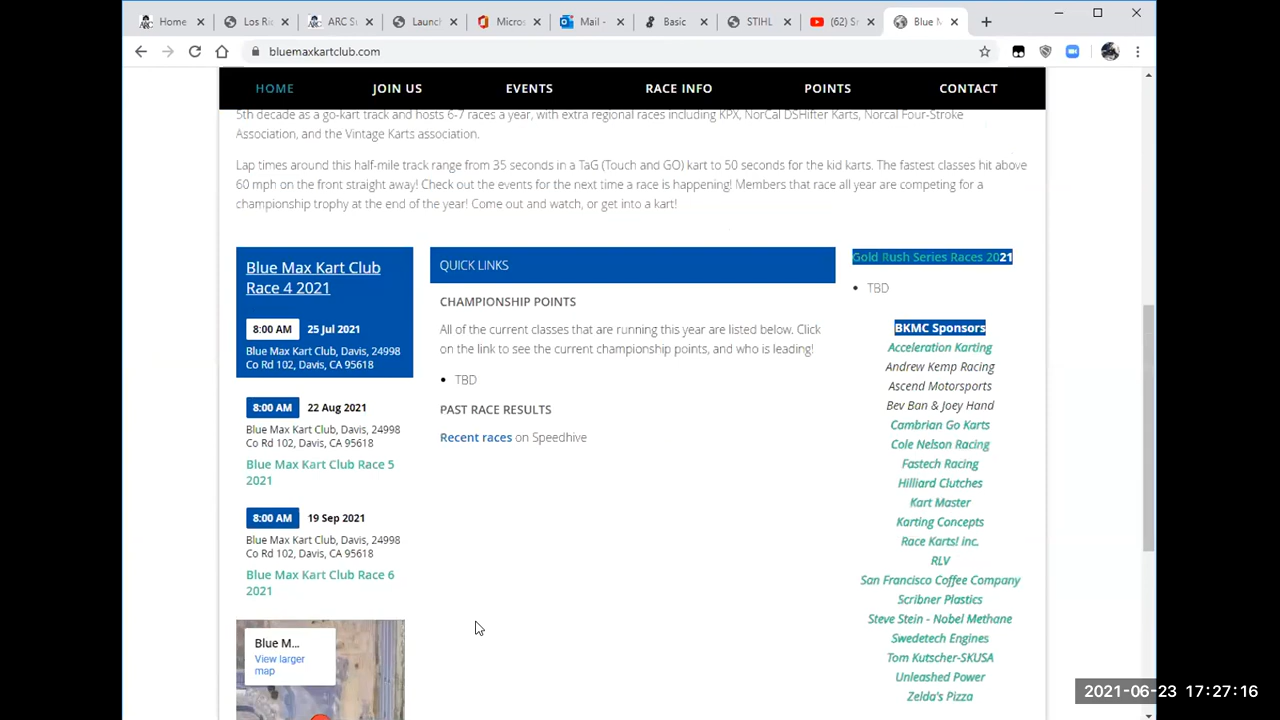 Home
Los Ri
ARC S
Launc
Micros
Mail -
Basic
STIHL
(62) S
Blue M
bluemaxkartclub.com
HOME
JOIN US
EVENTS
RACE INFO
POINTS
CONTACT
5th decade as a go-kart track and hosts 6-7 races a year, with extra regional races including KPX, NorCal DSHifter Karts, Norcal Four-Stroke
Association, and the Vintage Karts association.
Lap times around this half-mile track range from 35 seconds in a TaG (Touch and GO) kart to 50 seconds for the kid karts. The fastest classes hit above
60 mph on the front straight away! Check out the events for the next time a race is happening! Members that race all year are competing for a
championship trophy at the end of the year! Come out and watch, or get into a kart!
Blue Max Kart Club
Race 4 2021
8:00 AM 25 Jul 2021
Blue Max Kart Club, Davis, 24998
Co Rd 102, Davis, CA 95618
8:00 AM 22 Aug 2021
Blue Max Kart Club, Davis, 24998
Co Rd 102, Davis, CA 95618
Blue Max Kart Club Race 5
2021
8:00 AM 19 Sep 2021
Blue Max Kart Club, Davis, 24998
Co Rd 102, Davis, CA 95618
Blue Max Kart Club Race 6
2021
Blue M...
View larger
map
QUICK LINKS
CHAMPIONSHIP POINTS
All of the current classes that are running this year are listed below. Click
on the link to see the current championship points, and who is leading!
TBD
PAST RACE RESULTS
Recent races on Speedhive
Gold Rush Series Races 2021
TBD
BKMC Sponsors
Acceleration Karting
Andrew Kemp Racing
Ascend Motorsports
Bev Ban & Joey Hand
Cambrian Go Karts
Cole Nelson Racing
Fastech Racing
Hilliard Clutches
Kart Master
Karting Concepts
Race Karts! inc.
RLV
San Francisco Coffee Company
Scribner Plastics
Steve Stein - Nobel Methane
Swedetech Engines
Tom Kutscher-SKUSA
Unleashed Power
Zelda's Pizza
2021-06-23 17:27:16